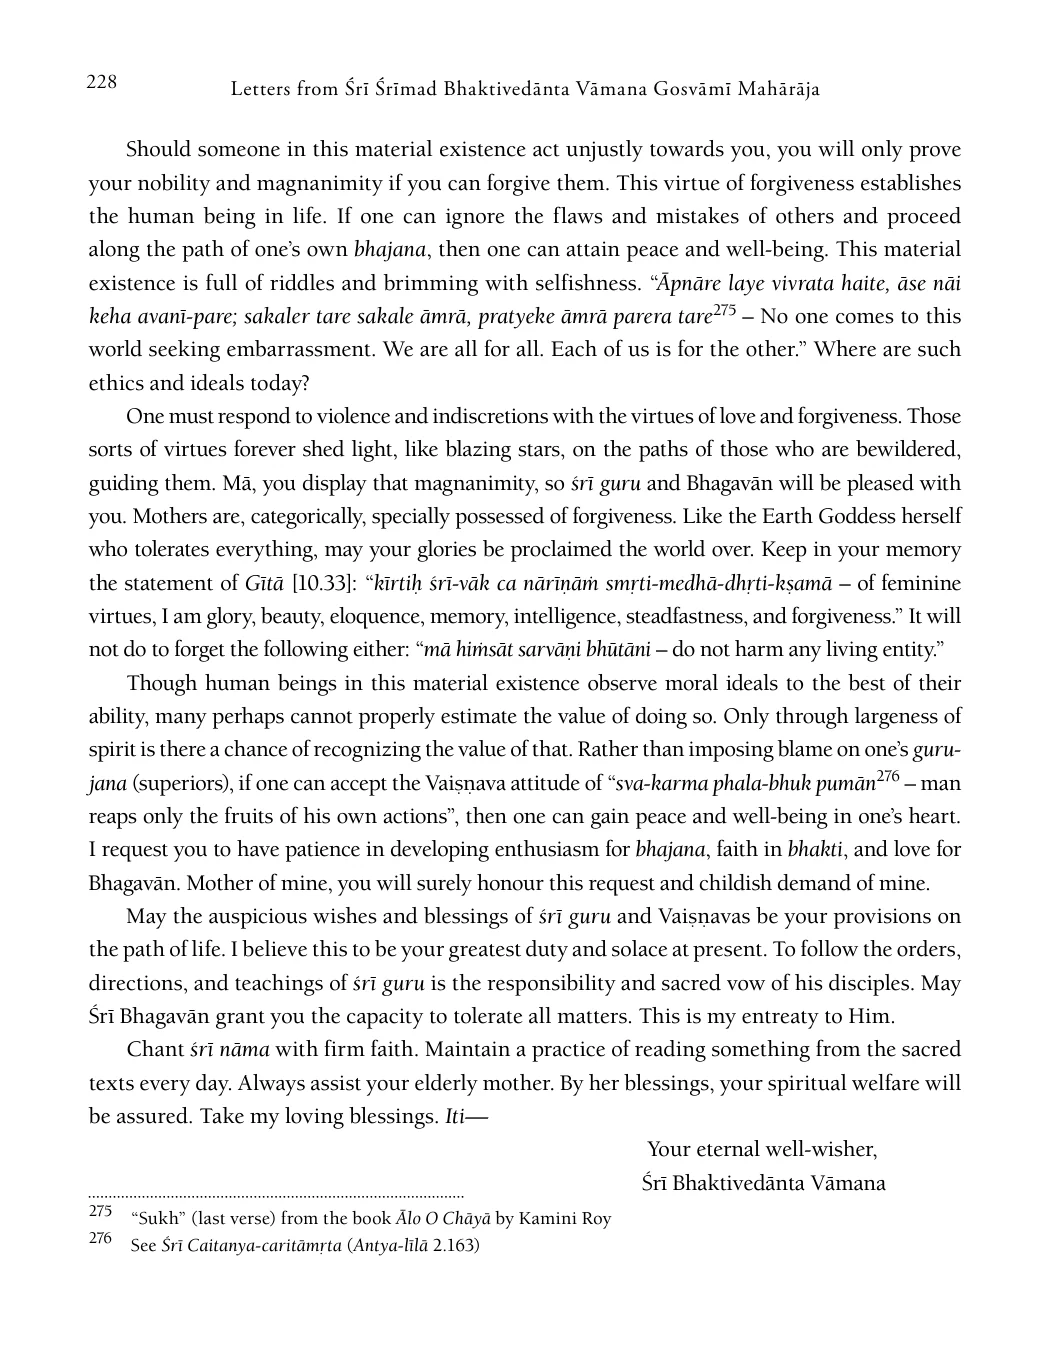 228
Letters from Śrī Śrīmad Bhaktivedānta Vāmana Gosvāmī Mahārāja
Should someone in this material existence act unjustly towards you, you will only prove
your nobility and magnanimity if you can forgive them. This virtue of forgiveness establishes
the human being in life. If one can ignore the flaws and mistakes of others and proceed
along the path of one’s own bhajana, then one can attain peace and well-being. This material
existence is full of riddles and brimming with selfishness. “Āpnāre laye vivrata haite, āse nāi
keha avanī-pare; sakaler tare sakale āmrā, pratyeke āmrā parera tare275 – No one comes to this
world seeking embarrassment. We are all for all. Each of us is for the other.” Where are such
ethics and ideals today?
One must respond to violence and indiscretions with the virtues of love and forgiveness. Those
sorts of virtues forever shed light, like blazing stars, on the paths of those who are bewildered,
guiding them. Mā, you display that magnanimity, so śrī guru and Bhagavān will be pleased with
you. Mothers are, categorically, specially possessed of forgiveness. Like the Earth Goddess herself
who tolerates everything, may your glories be proclaimed the world over. Keep in your memory
the statement of Gītā [10.33]: “kīrtiḥ śrī-vāk ca nārīṇāṁ smṛti-medhā-dhṛti-kṣamā – of feminine
virtues, I am glory, beauty, eloquence, memory, intelligence, steadfastness, and forgiveness.” It will
not do to forget the following either: “mā hiṁsāt sarvāṇi bhūtāni – do not harm any living entity.”
Though human beings in this material existence observe moral ideals to the best of their
ability, many perhaps cannot properly estimate the value of doing so. Only through largeness of
spirit is there a chance of recognizing the value of that. Rather than imposing blame on one’s guru-
jana (superiors), if one can accept the Vaiṣṇava attitude of “sva-karma phala-bhuk pumān276 – man
reaps only the fruits of his own actions”, then one can gain peace and well-being in one’s heart.
I request you to have patience in developing enthusiasm for bhajana, faith in bhakti, and love for
Bhagavān. Mother of mine, you will surely honour this request and childish demand of mine.
May the auspicious wishes and blessings of śrī guru and Vaiṣṇavas be your provisions on
the path of life. I believe this to be your greatest duty and solace at present. To follow the orders,
directions, and teachings of śrī guru is the responsibility and sacred vow of his disciples. May
Śrī Bhagavān grant you the capacity to tolerate all matters. This is my entreaty to Him.
Chant śrī nāma with firm faith. Maintain a practice of reading something from the sacred
texts every day. Always assist your elderly mother. By her blessings, your spiritual welfare will
be assured. Take my loving blessings. Iti—
Your eternal well-wisher,
Śrī Bhaktivedānta Vāmana
275 “Sukh” (last verse) from the book Ālo O Chāyā by Kamini Roy
276 See Śrī Caitanya-caritāmṛta (Antya-līlā 2.163)